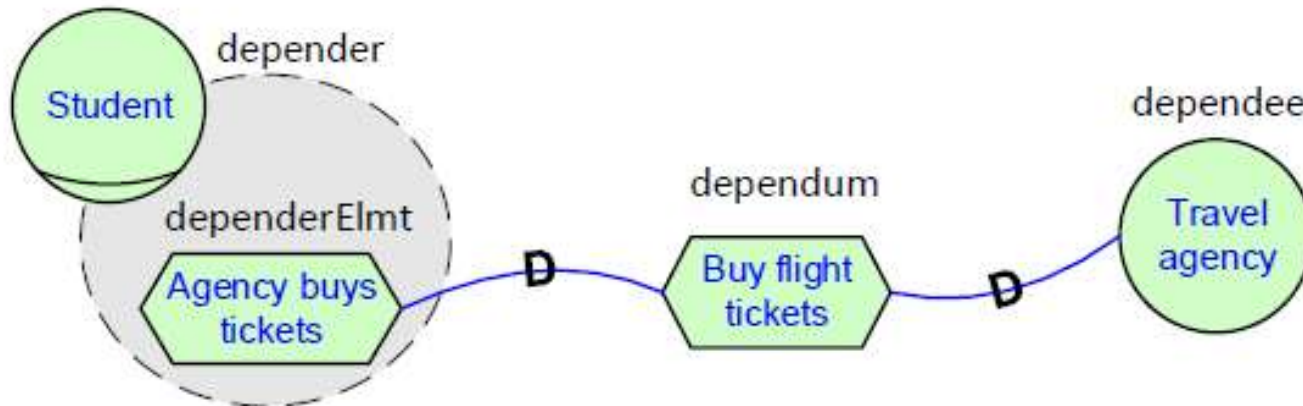 depender
Student
dependee
dependum
dependerElmt
Travel
agency
Agency buys
tickets
D
Buy flight
tickets
D